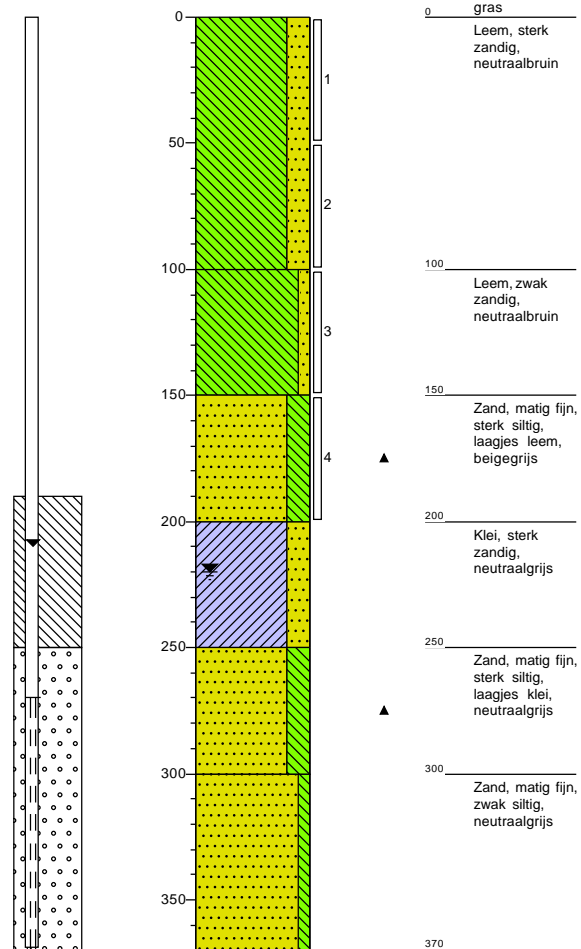 0
50
100
150
200
250
300
350
1
2
3
4
0
gras
Leem, sterk
zandig,
neutraalbruin
100
Leem, zwak
zandig,
neutraalbruin
150
Zand, matig fijn,
sterk siltig,
laagjes leem,
beigegrijs
200
Klei, sterk
zandig,
neutraalgrijs
250
Zand, matig fijn,
sterk siltig,
laagjes klei,
neutraalgrijs
300
Zand, matig fijn,
zwak siltig,
neutraalgrijs
370